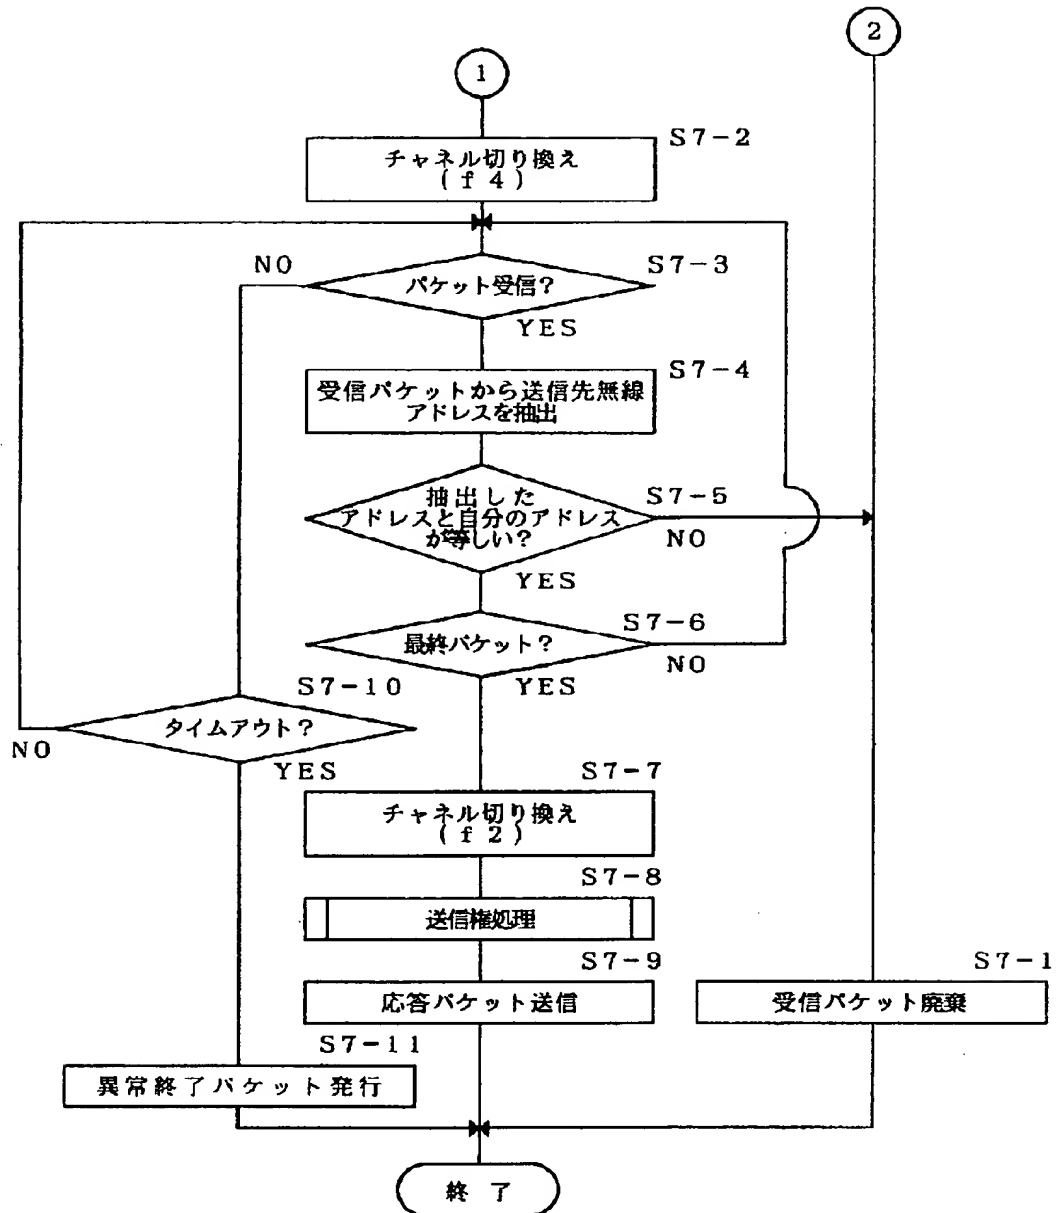 2
1
S7-2
チャネル切り換え
(f4)
NO
S7-3
パケット受信?
YES
S7-4
受信パケットから送信先無線
アドレスを抽出
抽出した
アドレスと自分のアドレス
が等しい?
S7-5
NO
YES
S7-6
最終パケット?
NO
YES
S7-10
タイムアウト?
NO
YES
S7-7
チャネル切り換え
(f2)
S7-8
送信権処理
S7-9
応答パケット送信
S7-1
受信パケット廃棄
S7-11
異常終了パケット発行
終了